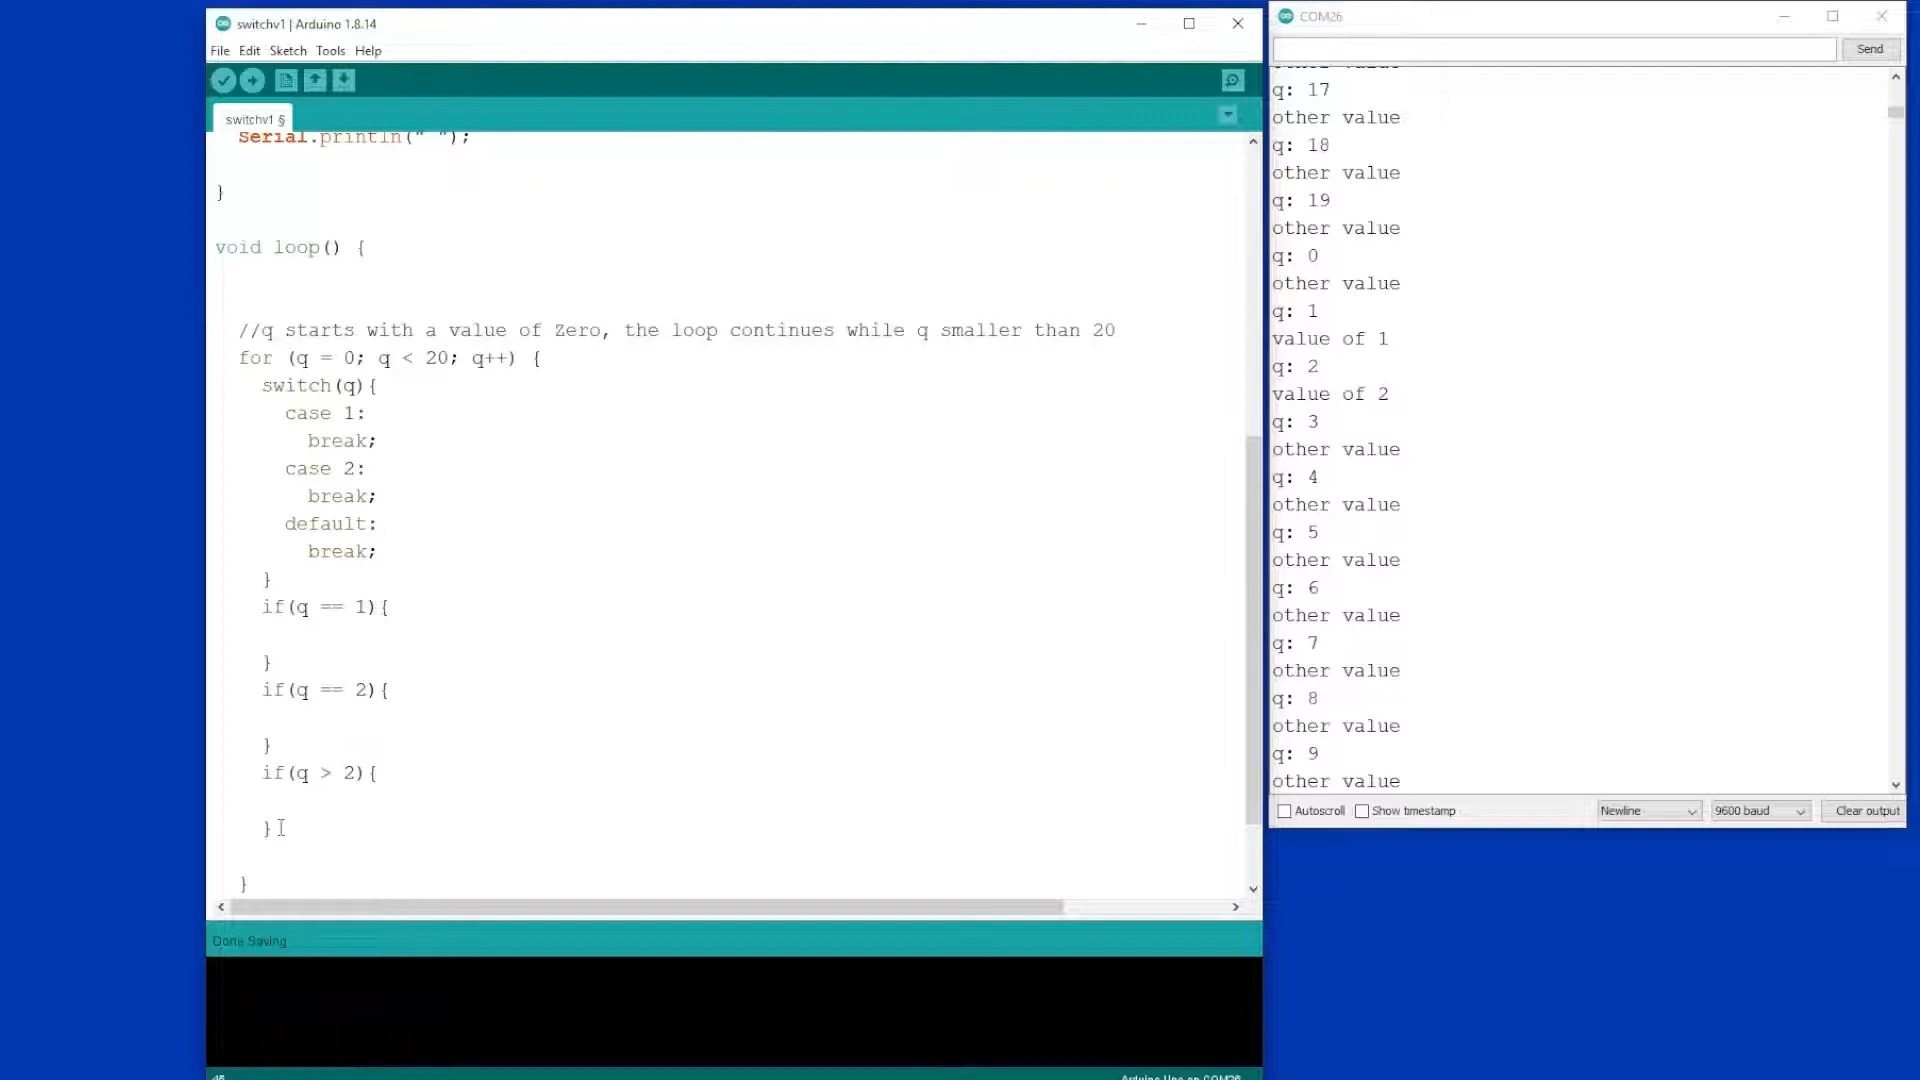 switchv1 | Arduino 1.8.14
File Edit Sketch Tools Help
switchv1 §
Serial.println(" ");
}
void loop() {
//q starts with a value of Zero, the loop continues while q smaller than 20
for (q = 0; q < 20; q++) {
switch(q){
case 1:
break;
case 2:
break;
default:
break;
}
if(q == 1){
}
if(q == 2){
}
if(q > 2){
}
}
Done Saving
45
Arduino Uno on COM26
COM26
Send
other value
q: 17
other value
q: 18
other value
q: 19
other value
q: 0
other value
q: 1
value of 1
q: 2
value of 2
q: 3
other value
q: 4
other value
q: 5
other value
q: 6
other value
q: 7
other value
q: 8
other value
q: 9
other value
Autoscroll Show timestamp Newline 9600 baud Clear output